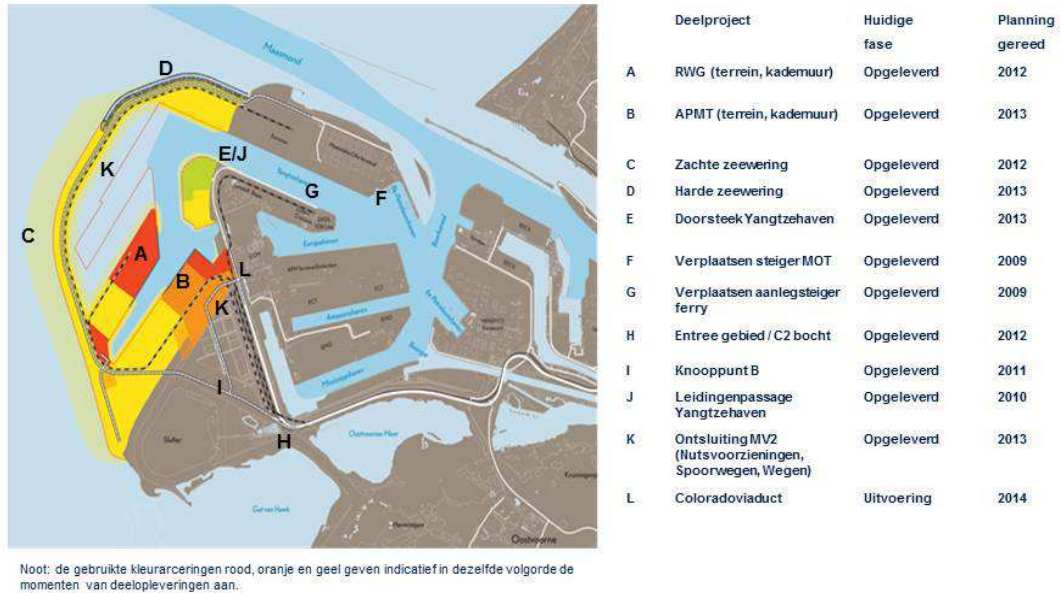 Deelproject Huidige fase Planning gereed
A RWG (terrein, kademuur) Opgeleverd 2012
B APMT (terrein, kademuur) Opgeleverd 2013
C Zachte zeewering Opgeleverd 2012
D Harde zeewering Opgeleverd 2013
E Doorsteek Yangtzehaven Opgeleverd 2013
F Verplaatsen steiger MOT Opgeleverd 2009
G Verplaatsen aanlegsteiger Opgeleverd 2009
ferry
H Entree gebied / C2 bocht Opgeleverd 2012
I Knooppunt B Opgeleverd 2011
J Leidingenpassage Opgeleverd 2010
Yangtzehaven
K Ontsluiting MV2 Opgeleverd 2013
(Nutsvoorzieningen,
Spoorwegen, Wegen)
L Coloradoviaduct Uitvoering 2014
Maasmond
D
K
E/J
G
F
C
A
B
L
K
I
H
Europahaven
Amazonehaven
Mississippihaven
Beerkanaal
Slufter
Oostvoornse Meer
Gat van Hawk
Oostvoorne
Noot: de gebruikte kleurarceringen rood, oranje en geel geven indicatief in dezelfde volgorde de
momenten van deelopleveringen aan.